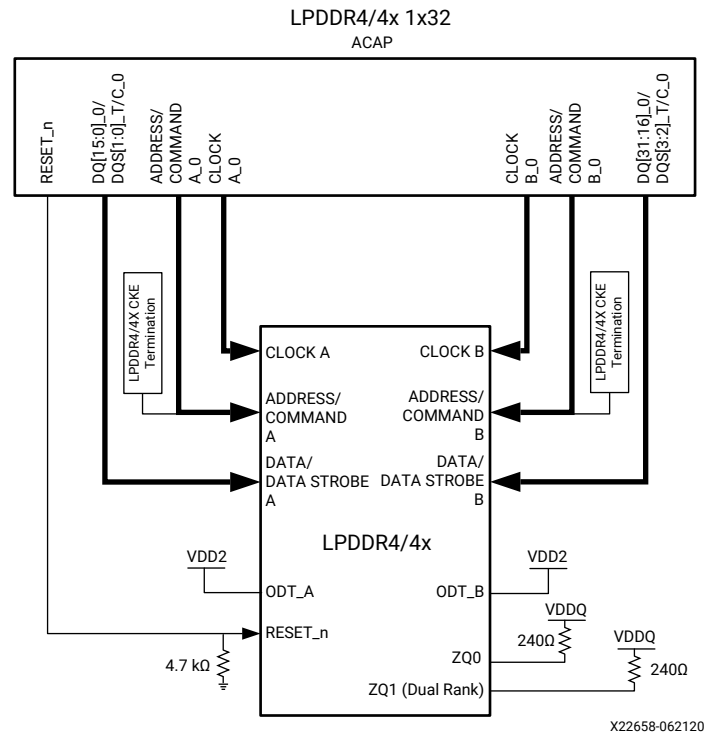 LPDDR4/4x 1x32
ACAP
RESET_n
DQ[15:0]_0/
DQS[1:0]_T/C_0
ADDRESS/
COMMAND
A_0
CLOCK
A_0
CLOCK
B_0
ADDRESS/
COMMAND
B_0
DQ[31:16]_0/
DQS[3:2]_T/C_0
LPDDR4/4X CKE
Termination
LPDDR4/4X CKE
Termination
CLOCK A
CLOCK B
ADDRESS/
COMMAND
A
ADDRESS/
COMMAND
B
DATA/
DATA STROBE
A
DATA/
DATA STROBE
B
LPDDR4/4x
VDD2
VDD2
ODT_A
ODT_B
RESET_n
4.7 kΩ
VDDQ
240Ω
ZQ0
VDDQ
240Ω
ZQ1 (Dual Rank)
X22658-062120